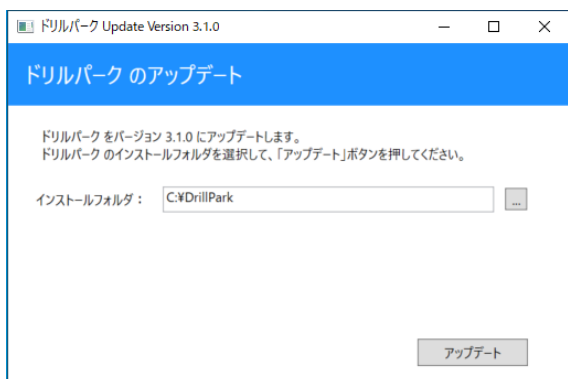 ドリルパーク Update Version 3.1.0
ドリルパーク のアップデート
ドリルパーク をバージョン 3.1.0 にアップデートします。
ドリルパーク のインストールフォルダを選択して、「アップデート」ボタンを押してください。
インストールフォルダ： C:¥DrillPark ...
アップデート